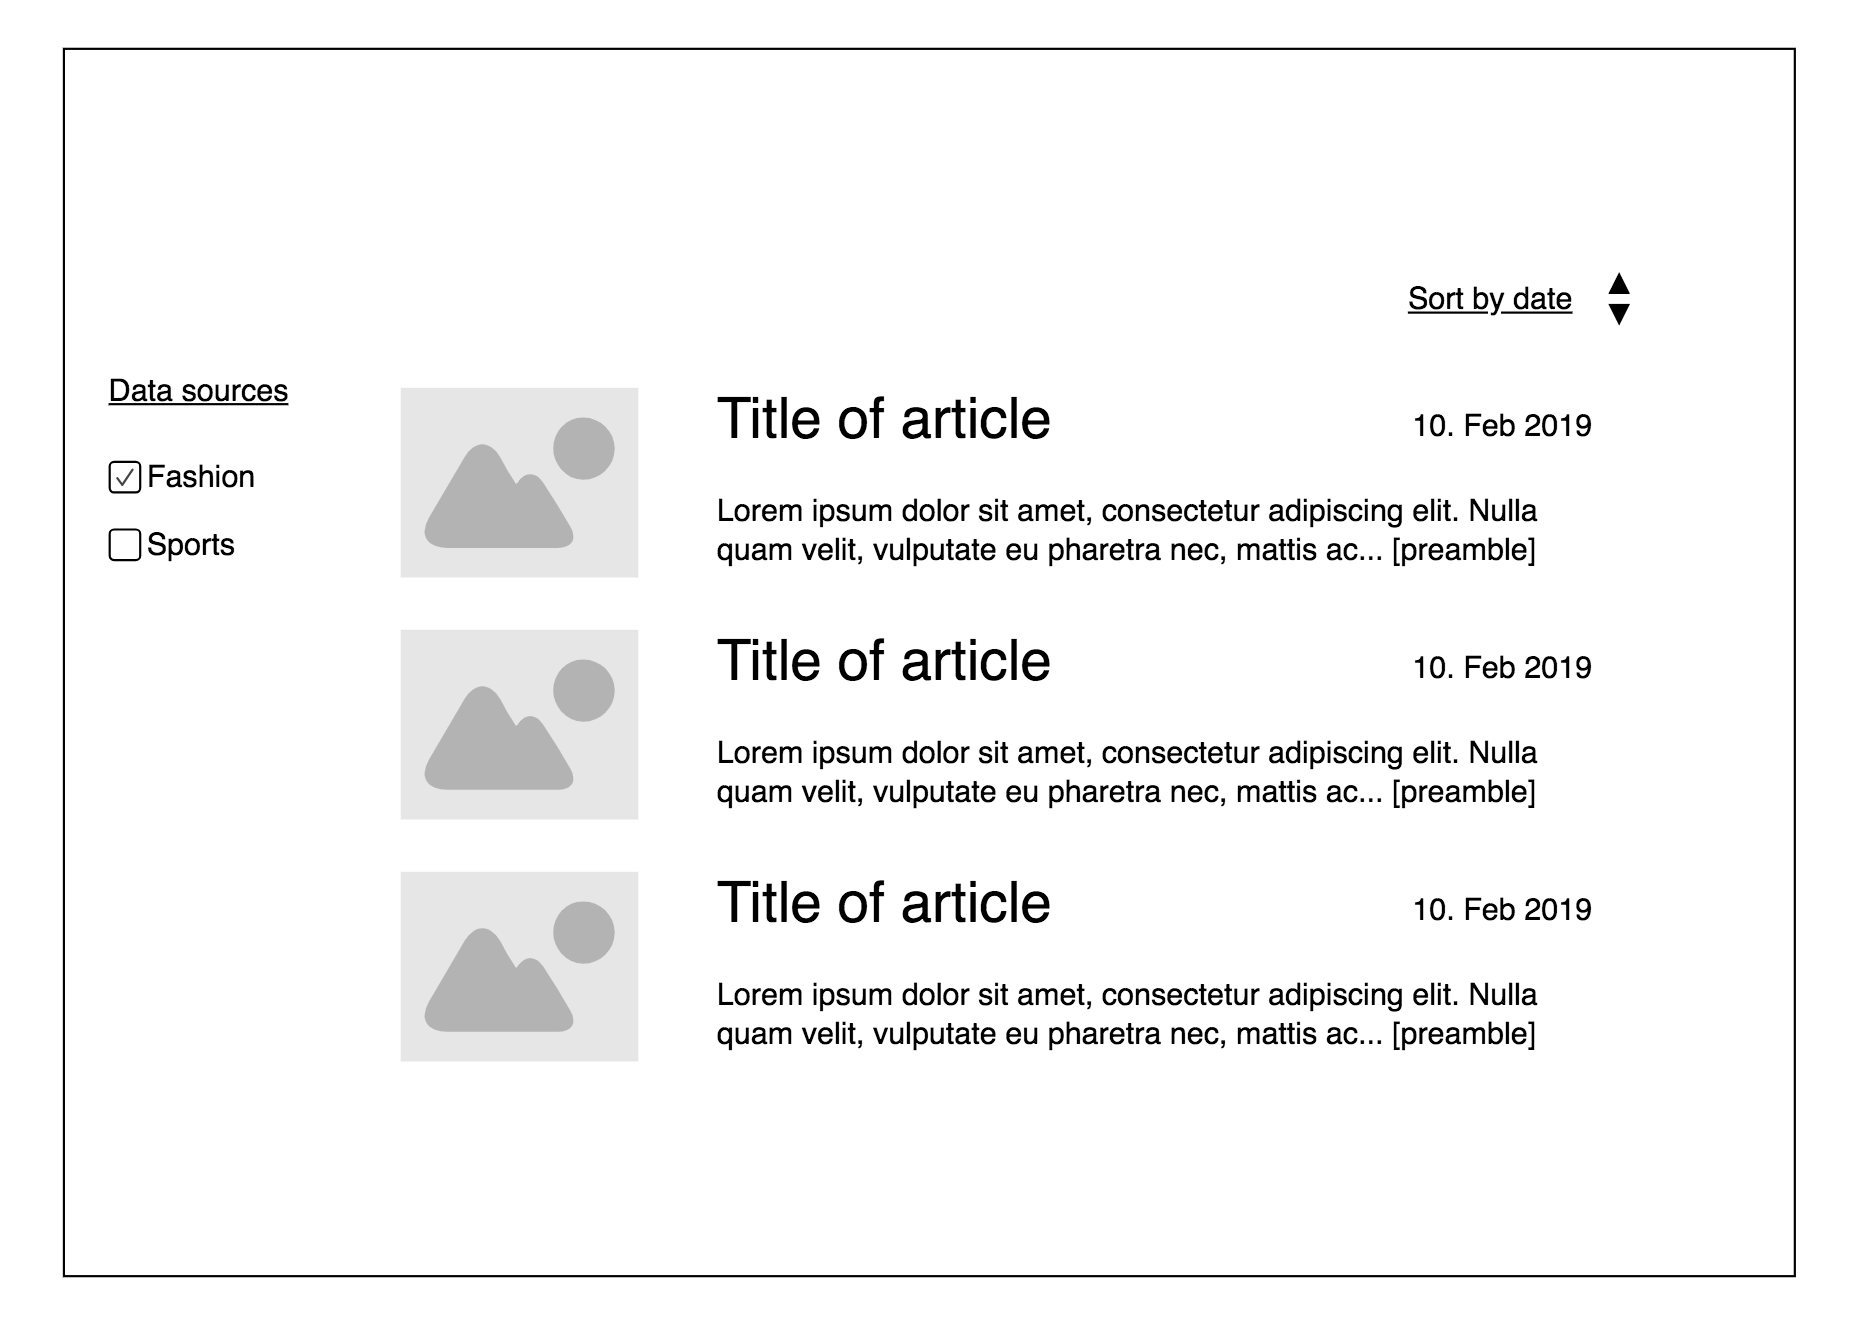 Sort by date
Data sources
Fashion
Sports
Title of article
10. Feb 2019
Lorem ipsum dolor sit amet, consectetur adipiscing elit. Nulla
quam velit, vulputate eu pharetra nec, mattis ac... [preamble]
Title of article
10. Feb 2019
Lorem ipsum dolor sit amet, consectetur adipiscing elit. Nulla
quam velit, vulputate eu pharetra nec, mattis ac... [preamble]
Title of article
10. Feb 2019
Lorem ipsum dolor sit amet, consectetur adipiscing elit. Nulla
quam velit, vulputate eu pharetra nec, mattis ac... [preamble]